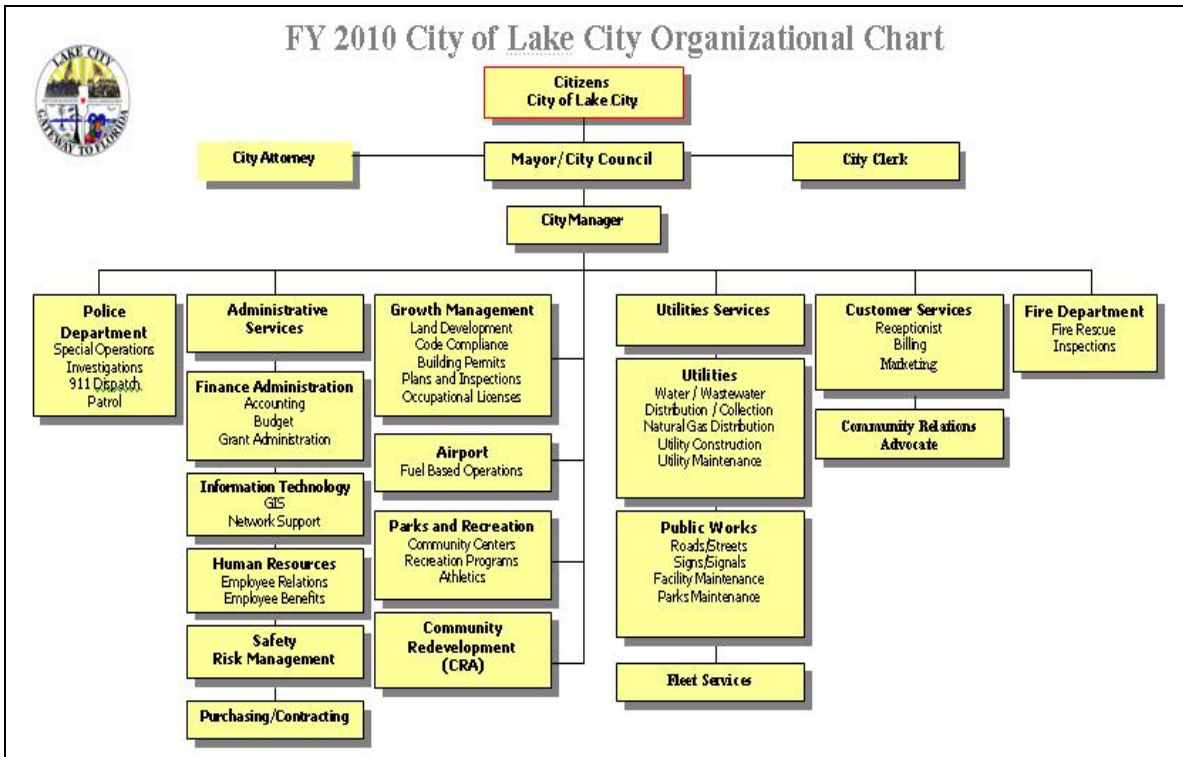 FY 2010 City of Lake City Organizational Chart
LAKE CITY
GATEWAY TO FLORIDA
Citizens
City of Lake City
City Attorney
Mayor/City Council
City Clerk
City Manager
Police
Department
Special Operations
Investigations
911 Dispatch
Patrol
Administrative
Services
Finance Administration
Accounting
Budget
Grant Administration
Information Technology
GIS
Network Support
Human Resources
Employee Relations
Employee Benefits
Safety
Risk Management
Purchasing/Contracting
Growth Management
Land Development
Code Compliance
Building Permits
Plans and Inspections
Occupational Licenses
Airport
Fuel Based Operations
Parks and Recreation
Community Centers
Recreation Programs
Athletics
Community
Redevelopment
(CRA)
Utilities Services
Utilities
Water / Wastewater
Distribution / Collection
Natural Gas Distribution
Utility Construction
Utility Maintenance
Public Works
Roads/Streets
Signs/Signals
Facility Maintenance
Parks Maintenance
Fleet Services
Customer Services
Receptionist
Billing
Marketing
Community Relations
Advocate
Fire Department
Fire Rescue
Inspections